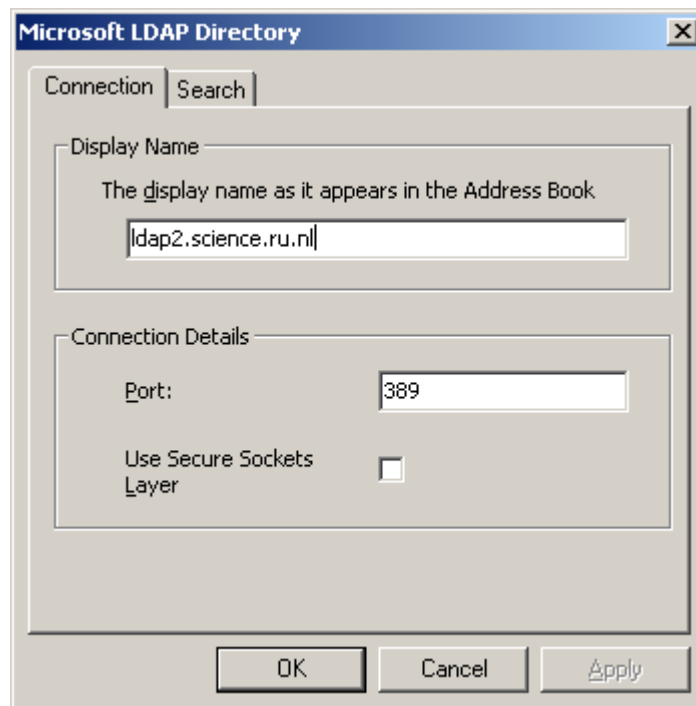 Microsoft LDAP Directory
Connection
Search
Display Name
The display name as it appears in the Address Book
ldap2.science.ru.nl
Connection Details
Port:
389
Use Secure Sockets
Layer
OK
Cancel
Apply